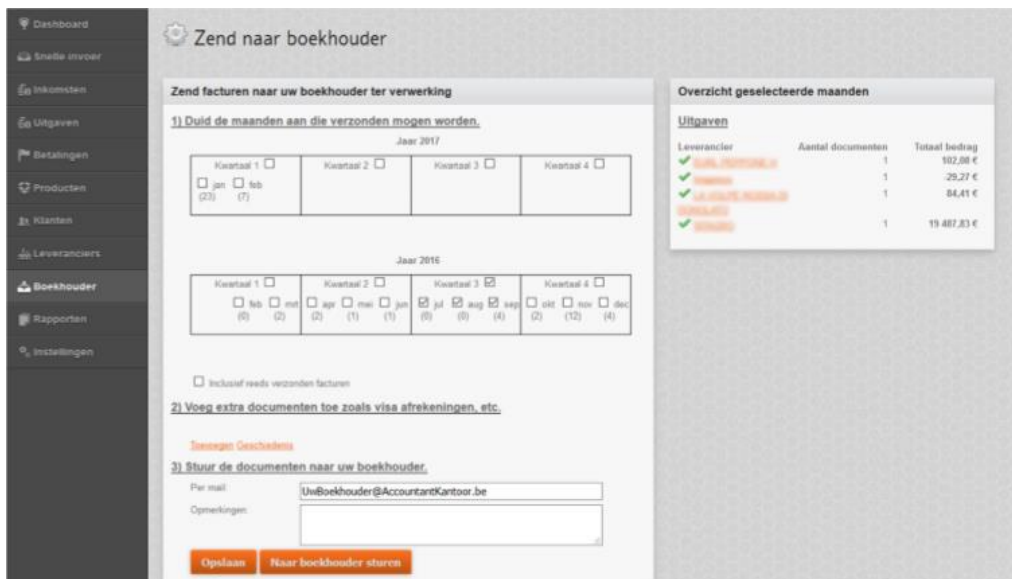 Dashboard
Snelle invoer
Inkomsten
Uitgaven
Betalingen
Producten
Klanten
Leveranciers
Boekhouder
Rapporten
Instellingen
Zend naar boekhouder
Zend facturen naar uw boekhouder ter verwerking
1) Duid de maanden aan die verzonden mogen worden.
Jaar 2017
Kwartaal 1 Kwartaal 2 Kwartaal 3 Kwartaal 4
jan feb
(23) (7)
Jaar 2016
Kwartaal 1 Kwartaal 2 Kwartaal 3 Kwartaal 4
feb mrt apr mei jun jul aug sep okt nov dec
(0) (2) (2) (1) (1) (0) (0) (4) (2) (12) (4)
Inclusief reeds verzonden facturen
2) Voeg extra documenten toe zoals visa afrekeningen, etc.
Toevoegen Geschiedenis
3) Stuur de documenten naar uw boekhouder.
Per mail: UwBoekhouder@AccountantKantoor.be
Opmerkingen:
Opslaan Naar boekhouder sturen
Overzicht geselecteerde maanden
Uitgaven
Leverancier Aantal documenten Totaal bedrag
1 102,08 €
1 29,27 €
1 84,41 €
1 19 487,83 €